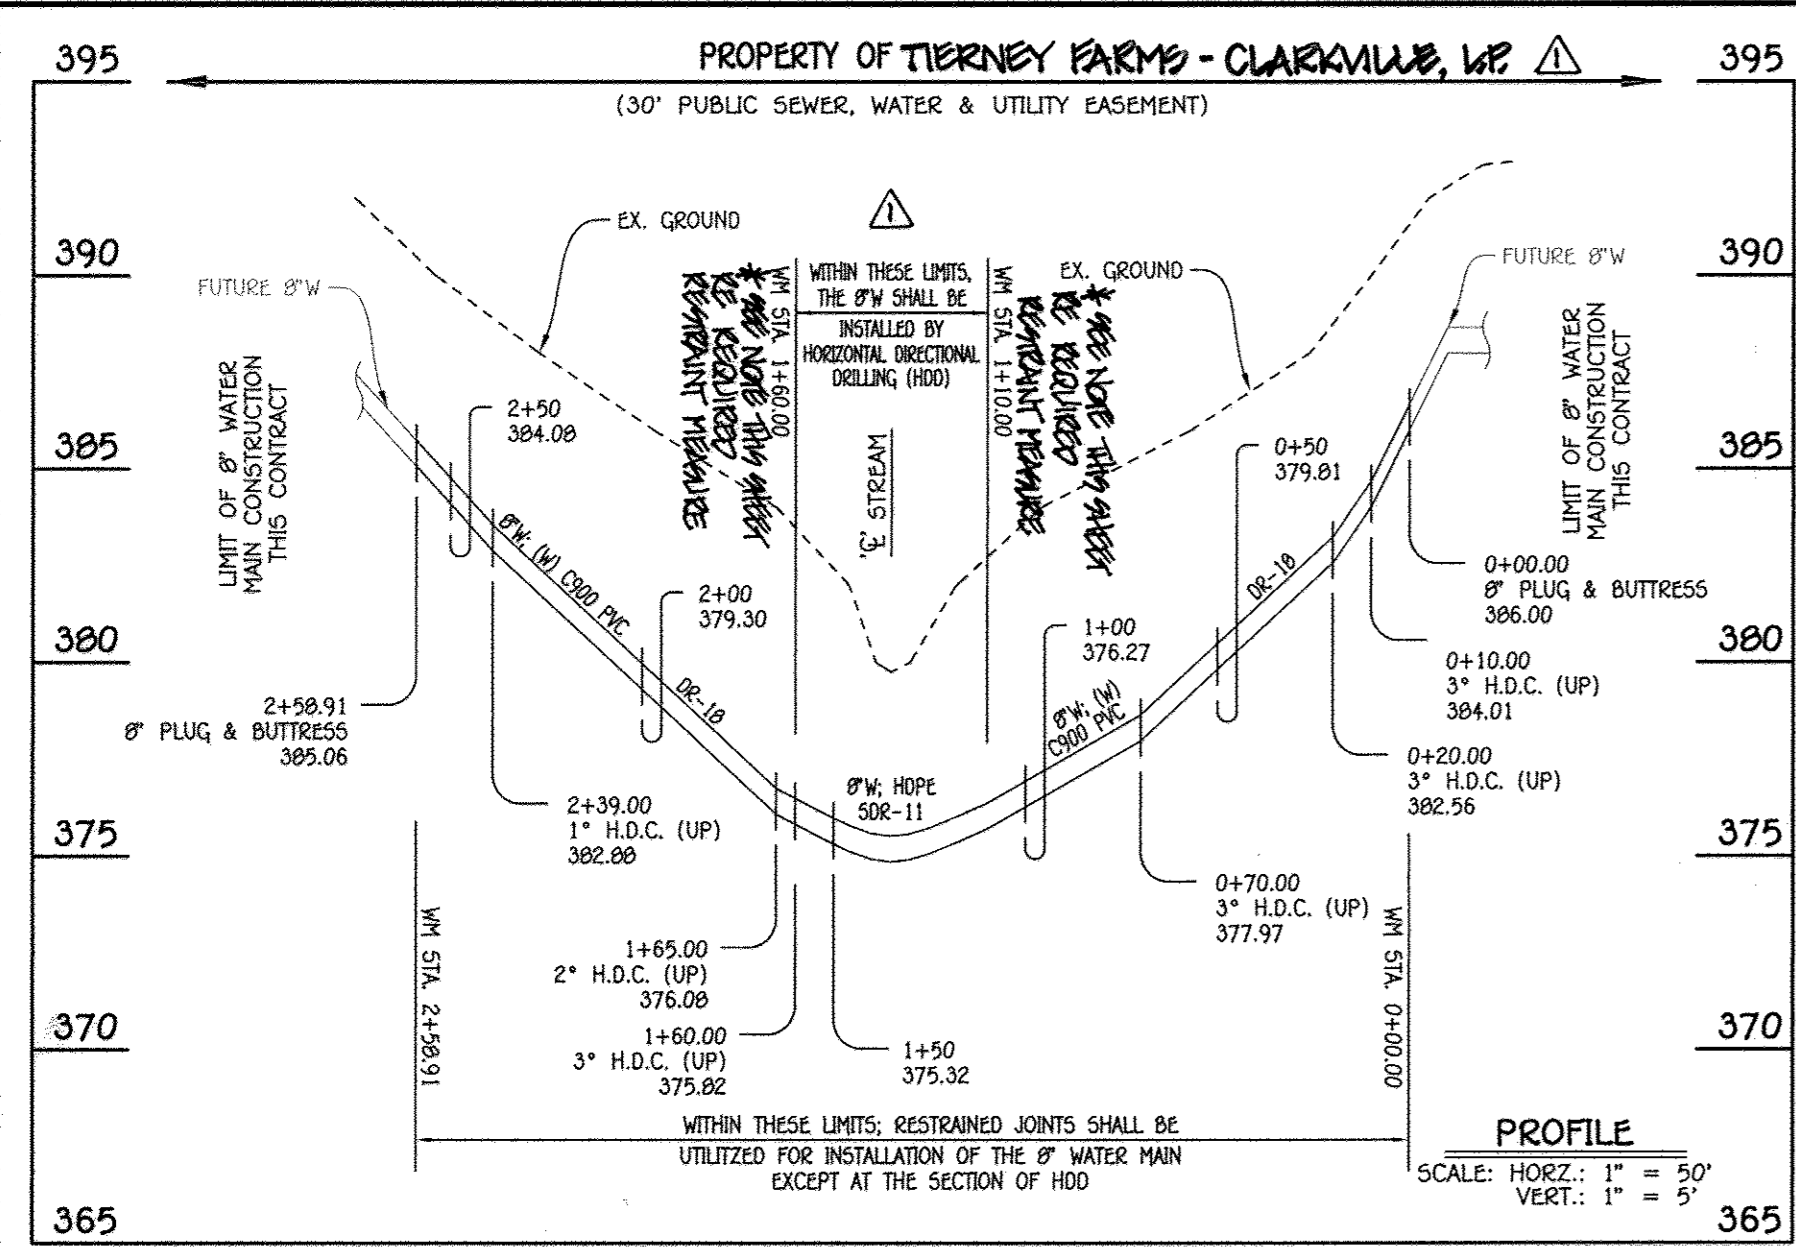 395
PROPERTY OF TIERNEY FARMS - CLARKVILLE, L.P. 1
395
(30' PUBLIC SEWER, WATER & UTILITY EASEMENT)
390
390
385
385
380
380
375
375
370
370
365
365
EX. GROUND
1
EX. GROUND
FUTURE 8"W
FUTURE 8"W
LIMIT OF 8" WATER
MAIN CONSTRUCTION
THIS CONTRACT
WM STA. 1+60.00
* SEE NOTE THIS SHEET
RE REQUIRED
RESTRAINT MEASURE
WITHIN THESE LIMITS,
THE 8"W SHALL BE
INSTALLED BY
HORIZONTAL DIRECTIONAL
DRILLING (HDD)
WM STA. 1+10.00
* SEE NOTE THIS SHEET
RE REQUIRED
RESTRAINT MEASURE
LIMIT OF 8" WATER
MAIN CONSTRUCTION
THIS CONTRACT
℄ STREAM
2+50
384.08
8"W; (W) C900 PVC
DR-18
2+00
379.30
2+58.91
8" PLUG & BUTTRESS
385.06
2+39.00
1° H.D.C. (UP)
382.88
1+65.00
2° H.D.C. (UP)
376.08
1+60.00
3° H.D.C. (UP)
375.82
1+50
375.32
8"W; HDPE
SDR-11
8"W; (W)
C900 PVC
DR-18
1+00
376.27
0+50
379.81
0+00.00
8" PLUG & BUTTRESS
386.00
0+10.00
3° H.D.C. (UP)
384.01
0+20.00
3° H.D.C. (UP)
382.56
0+70.00
3° H.D.C. (UP)
377.97
WM STA. 2+58.91
WM STA. 0+00.00
WITHIN THESE LIMITS; RESTRAINED JOINTS SHALL BE
UTILITZED FOR INSTALLATION OF THE 8" WATER MAIN
EXCEPT AT THE SECTION OF HDD
PROFILE
SCALE: HORZ.: 1" = 50'
VERT.: 1" = 5'